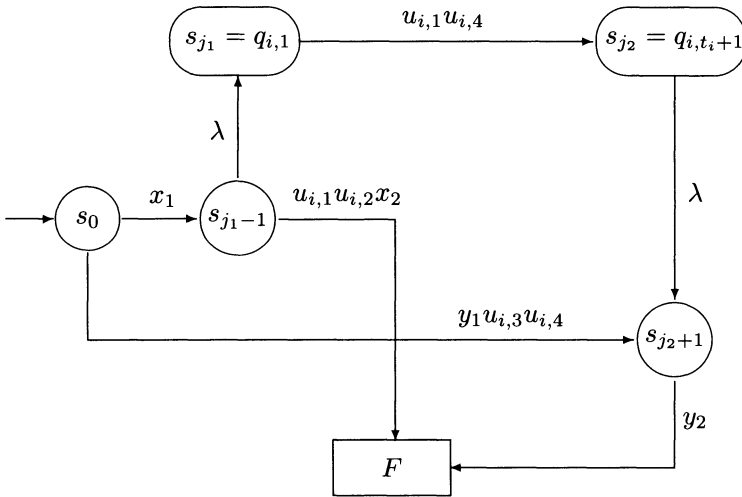 u_{i,1}u_{i,4}
s_{j_1} = q_{i,1}
s_{j_2} = q_{i,t_i+1}
λ
x_1
u_{i,1}u_{i,2}x_2
λ
s_0
s_{j_1-1}
y_1u_{i,3}u_{i,4}
s_{j_2+1}
y_2
F